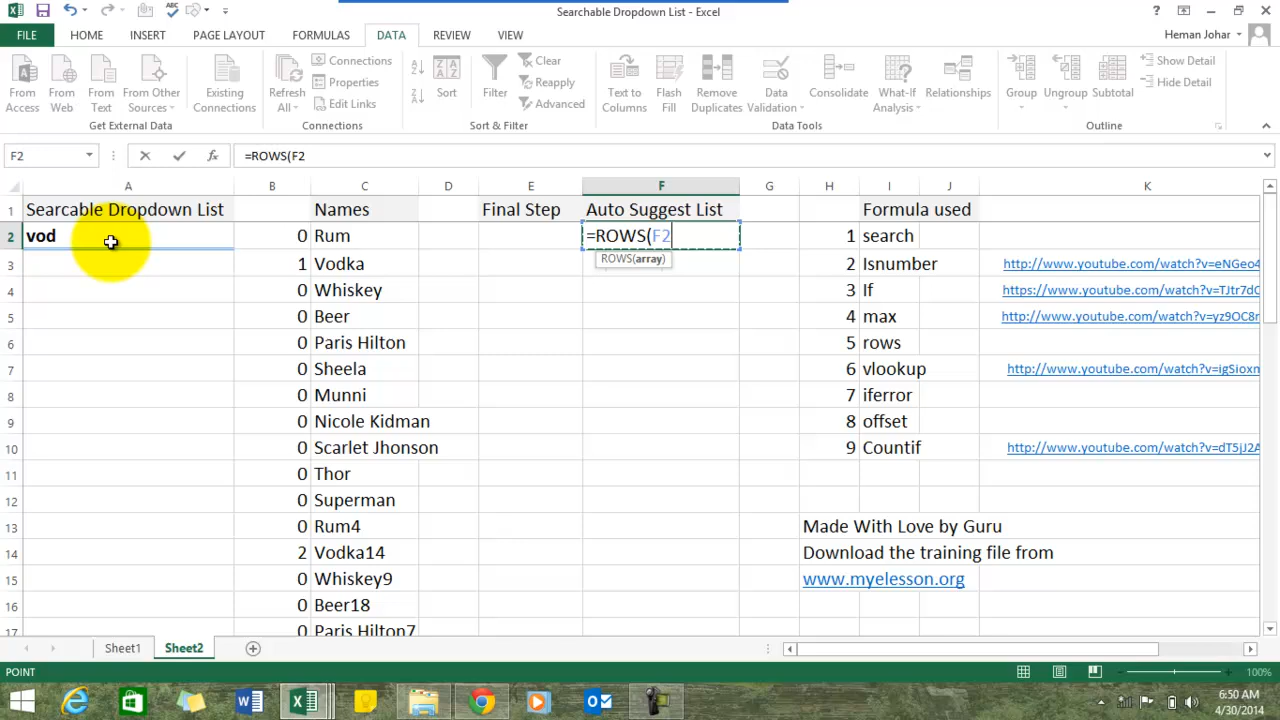 Searchable Dropdown List - Excel
FILE HOME INSERT PAGE LAYOUT FORMULAS DATA REVIEW VIEW Heman Johar
From Access
From Web
From Text
From Other Sources
Existing Connections
Refresh All
Connections
Properties
Edit Links
Sort
Filter
Clear
Reapply
Advanced
Text to Columns
Flash Fill
Remove Duplicates
Data Validation
Consolidate
What-If Analysis
Relationships
Group
Ungroup
Subtotal
Show Detail
Hide Detail
Get External Data Connections Sort & Filter Data Tools Outline
F2 fx =ROWS(F2
A B C D E F G H I J K
1 Searcable Dropdown List Names Final Step Auto Suggest List Formula used
2 vod 0 Rum =ROWS(F2 1 search
ROWS(array)
3 1 Vodka 2 Isnumber http://www.youtube.com/watch?v=eNGeo4
4 0 Whiskey 3 If https://www.youtube.com/watch?v=TJtr7dC
5 0 Beer 4 max http://www.youtube.com/watch?v=yz9OC8r
6 0 Paris Hilton 5 rows
7 0 Sheela 6 vlookup http://www.youtube.com/watch?v=igSioxn
8 0 Munni 7 iferror
9 0 Nicole Kidman 8 offset
10 0 Scarlet Jhonson 9 Countif http://www.youtube.com/watch?v=dT5jJ2A
11 0 Thor
12 0 Superman
13 0 Rum4 Made With Love by Guru
14 2 Vodka14 Download the training file from
15 0 Whiskey9 www.myelesson.org
16 0 Beer18
17 0 Paris Hilton7
Sheet1 Sheet2
POINT 100%
6:50 AM
4/30/2014